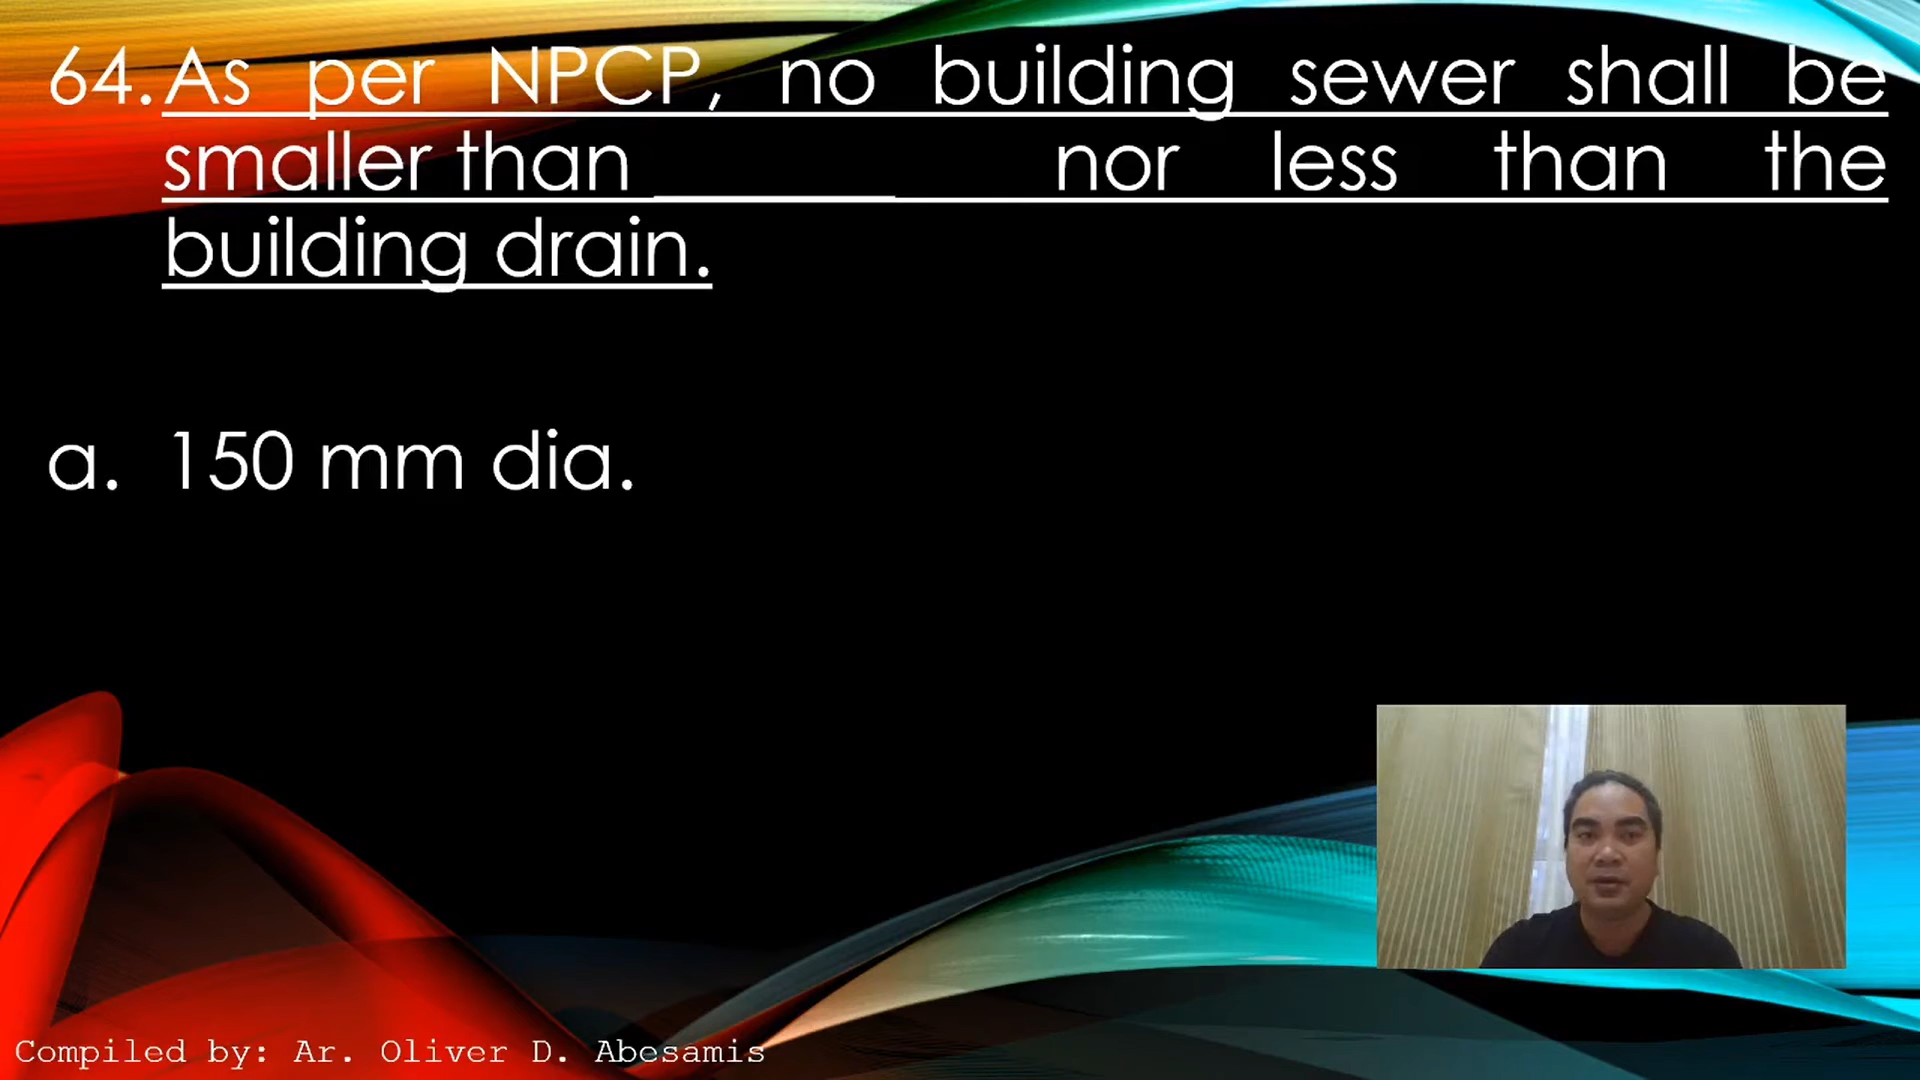 64. As per NPCP, no building sewer shall be
smaller than ________ nor less than the
building drain.
a. 150 mm dia.
Compiled by: Ar. Oliver D. Abesamis